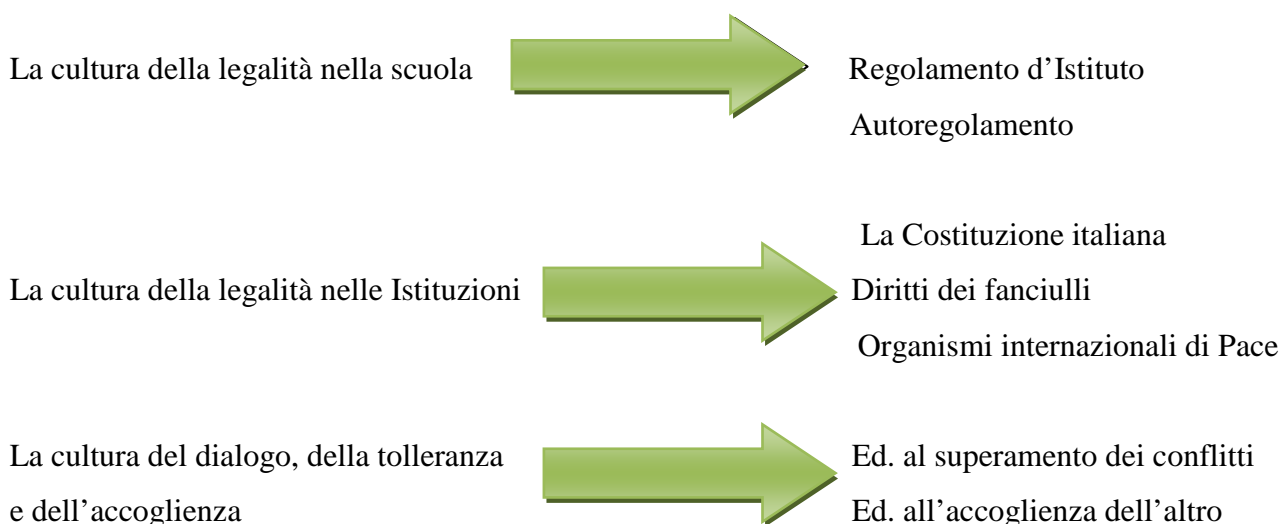 La cultura della legalità nella scuola
Regolamento d’Istituto
Autoregolamento
La cultura della legalità nelle Istituzioni
La Costituzione italiana
Diritti dei fanciulli
Organismi internazionali di Pace
La cultura del dialogo, della tolleranza
e dell’accoglienza
Ed. al superamento dei conflitti
Ed. all’accoglienza dell’altro